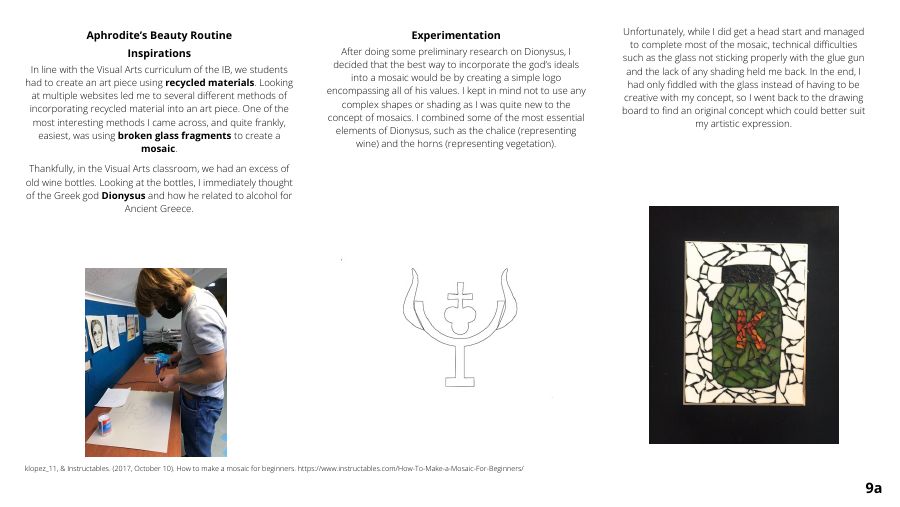 Aphrodite's Beauty Routine
Inspirations
In line with the Visual Arts curriculum of the IB, we students
had to create an art piece using recycled materials. Looking
at multiple websites led me to several different methods of
incorporating recycled material into an art piece. One of the
most interesting methods I came across, and quite frankly,
easiest, was using broken glass fragments to create a
mosaic.
Thankfully, in the Visual Arts classroom, we had an excess of
old wine bottles. Looking at the bottles, I immediately thought
of the Greek god Dionysus and how he related to alcohol for
Ancient Greece.
Experimentation
After doing some preliminary research on Dionysus, I
decided that the best way to incorporate the god's ideals
into a mosaic would be by creating a simple logo
encompassing all of his values. I kept in mind not to use any
complex shapes or shading as I was quite new to the
concept of mosaics. I combined some of the most essential
elements of Dionysus, such as the chalice (representing
wine) and the horns (representing vegetation).
Unfortunately, while I did get a head start and managed
to complete most of the mosaic, technical difficulties
such as the glass not sticking properly with the glue gun
and the lack of any shading held me back. In the end, I
had only fiddled with the glass instead of having to be
creative with my concept, so I went back to the drawing
board to find an original concept which could better suit
my artistic expression.
K
klopez_11, & Instructables. (2017, October 10). How to make a mosaic for beginners. https://www.instructables.com/How-To-Make-a-Mosaic-For-Beginners/
9a